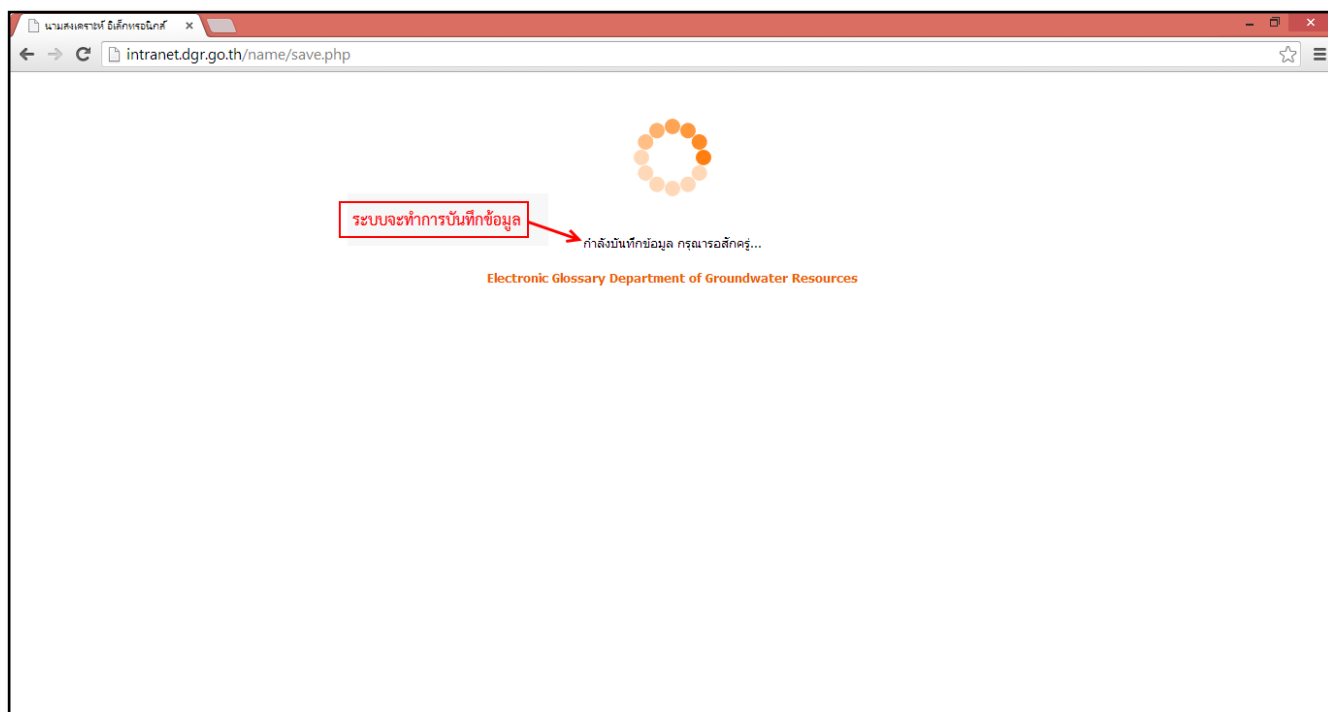 นามสงเคราะห์ อิเล็กทรอนิกส์
intranet.dgr.go.th/name/save.php
ระบบจะทำการบันทึกข้อมูล
กำลังบันทึกข้อมูล กรุณารอสักครู่...
Electronic Glossary Department of Groundwater Resources